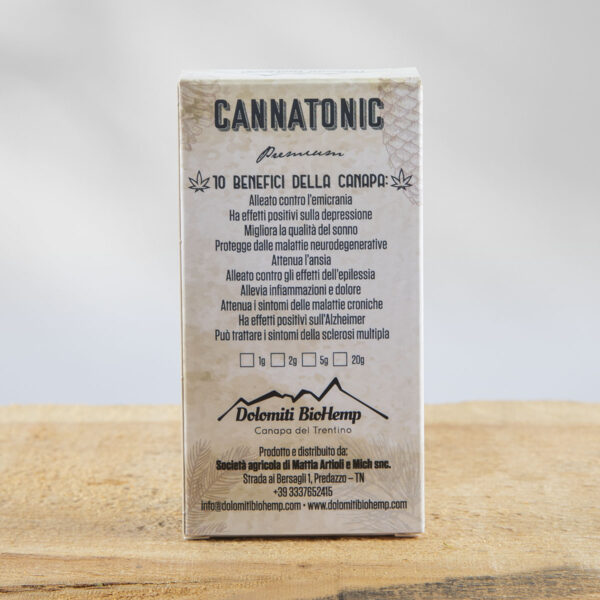 CANNATONIC
Premium
10 BENEFICI DELLA CANAPA:
Alleato contro l'emicrania
Ha effetti positivi sulla depressione
Migliora la qualità del sonno
Protegge dalle malattie neurodegenerative
Attenua l'ansia
Alleato contro gli effetti dell'epilessia
Allevia infiammazioni e dolore
Attenua i sintomi delle malattie croniche
Ha effetti positivi sull'Alzheimer
Può trattare i sintomi della sclerosi multipla
1g 2g 5g 20g
Dolomiti BioHemp
Canapa del Trentino
Prodotto e distribuito da:
Società agricola di Mattia Artioli e Mich snc.
Strada ai Bersagli 1, Predazzo – TN
+39 3337652415
info@dolomitibiohemp.com • www.dolomitibiohemp.com